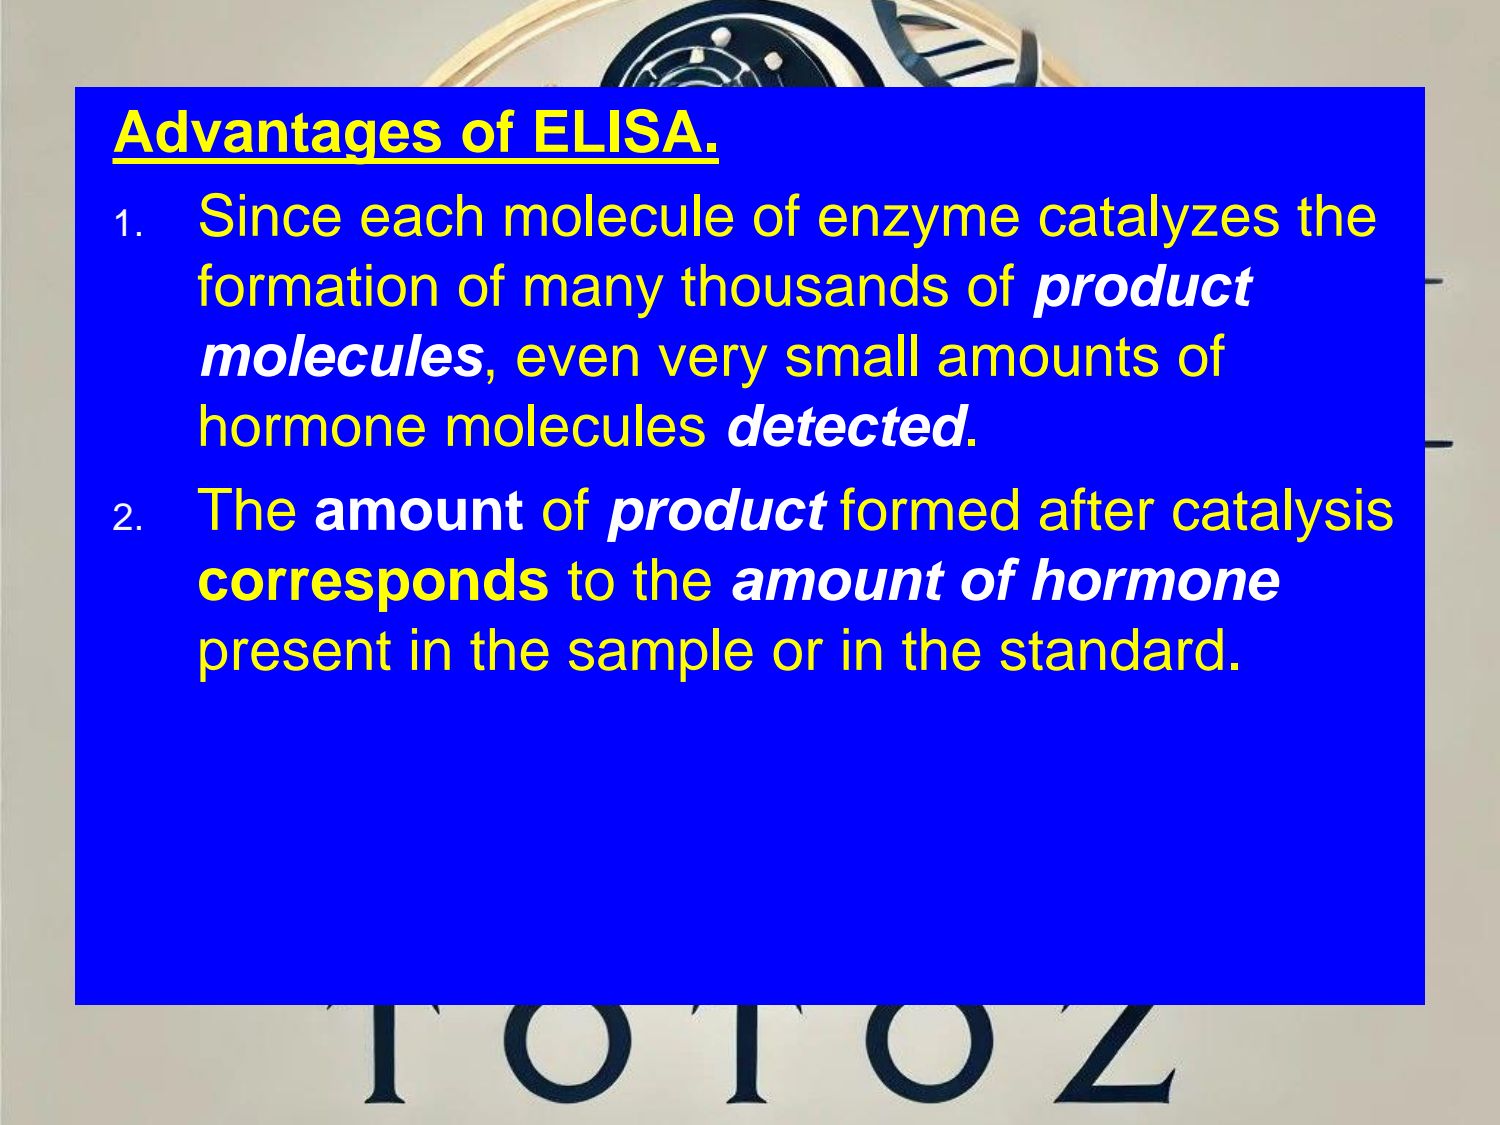 Advantages of ELISA.
1. Since each molecule of enzyme catalyzes the
formation of many thousands of product
molecules, even very small amounts of
hormone molecules detected.
2. The amount of product formed after catalysis
corresponds to the amount of hormone
present in the sample or in the standard.
TOTOZ